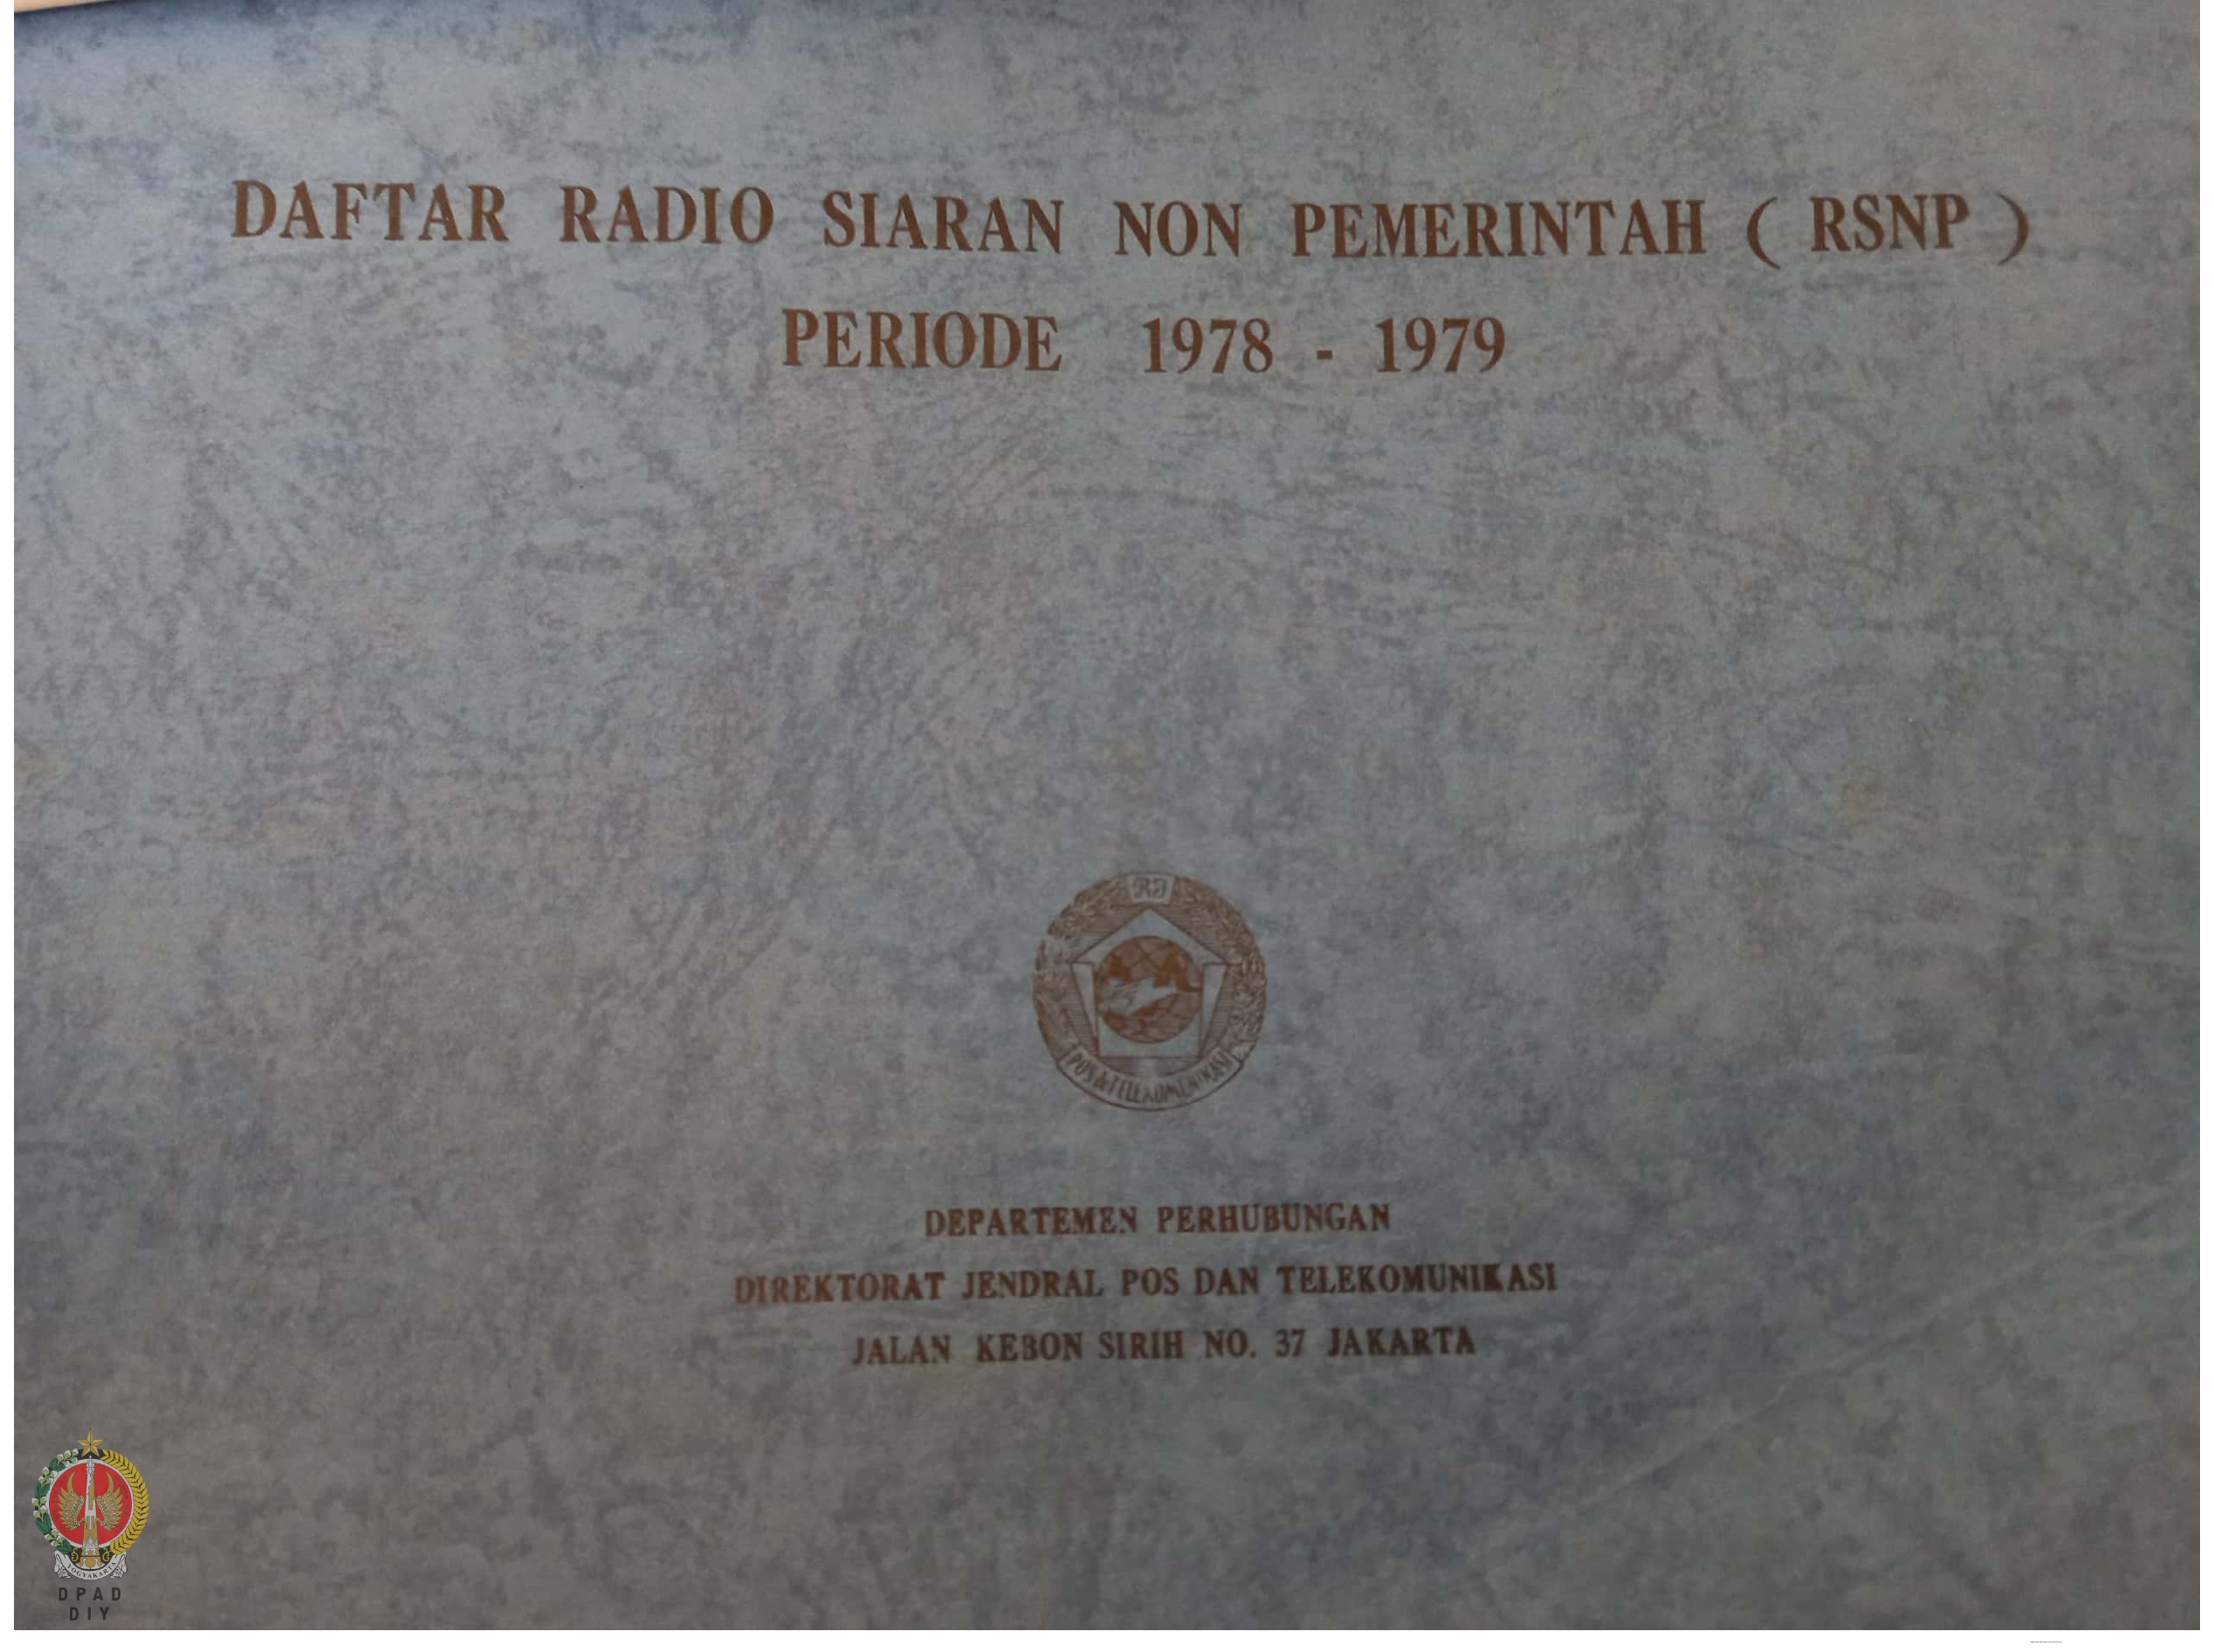 DAFTAR RADIO SIARAN NON PEMERINTAH ( RSNP )
PERIODE 1978 - 1979
RI
POS & TELEKOMUNIKASI
DEPARTEMEN PERHUBUNGAN
DIREKTORAT JENDRAL POS DAN TELEKOMUNIKASI
JALAN KEBON SIRIH NO. 37 JAKARTA
YOGYAKARTA
DPAD
DIY